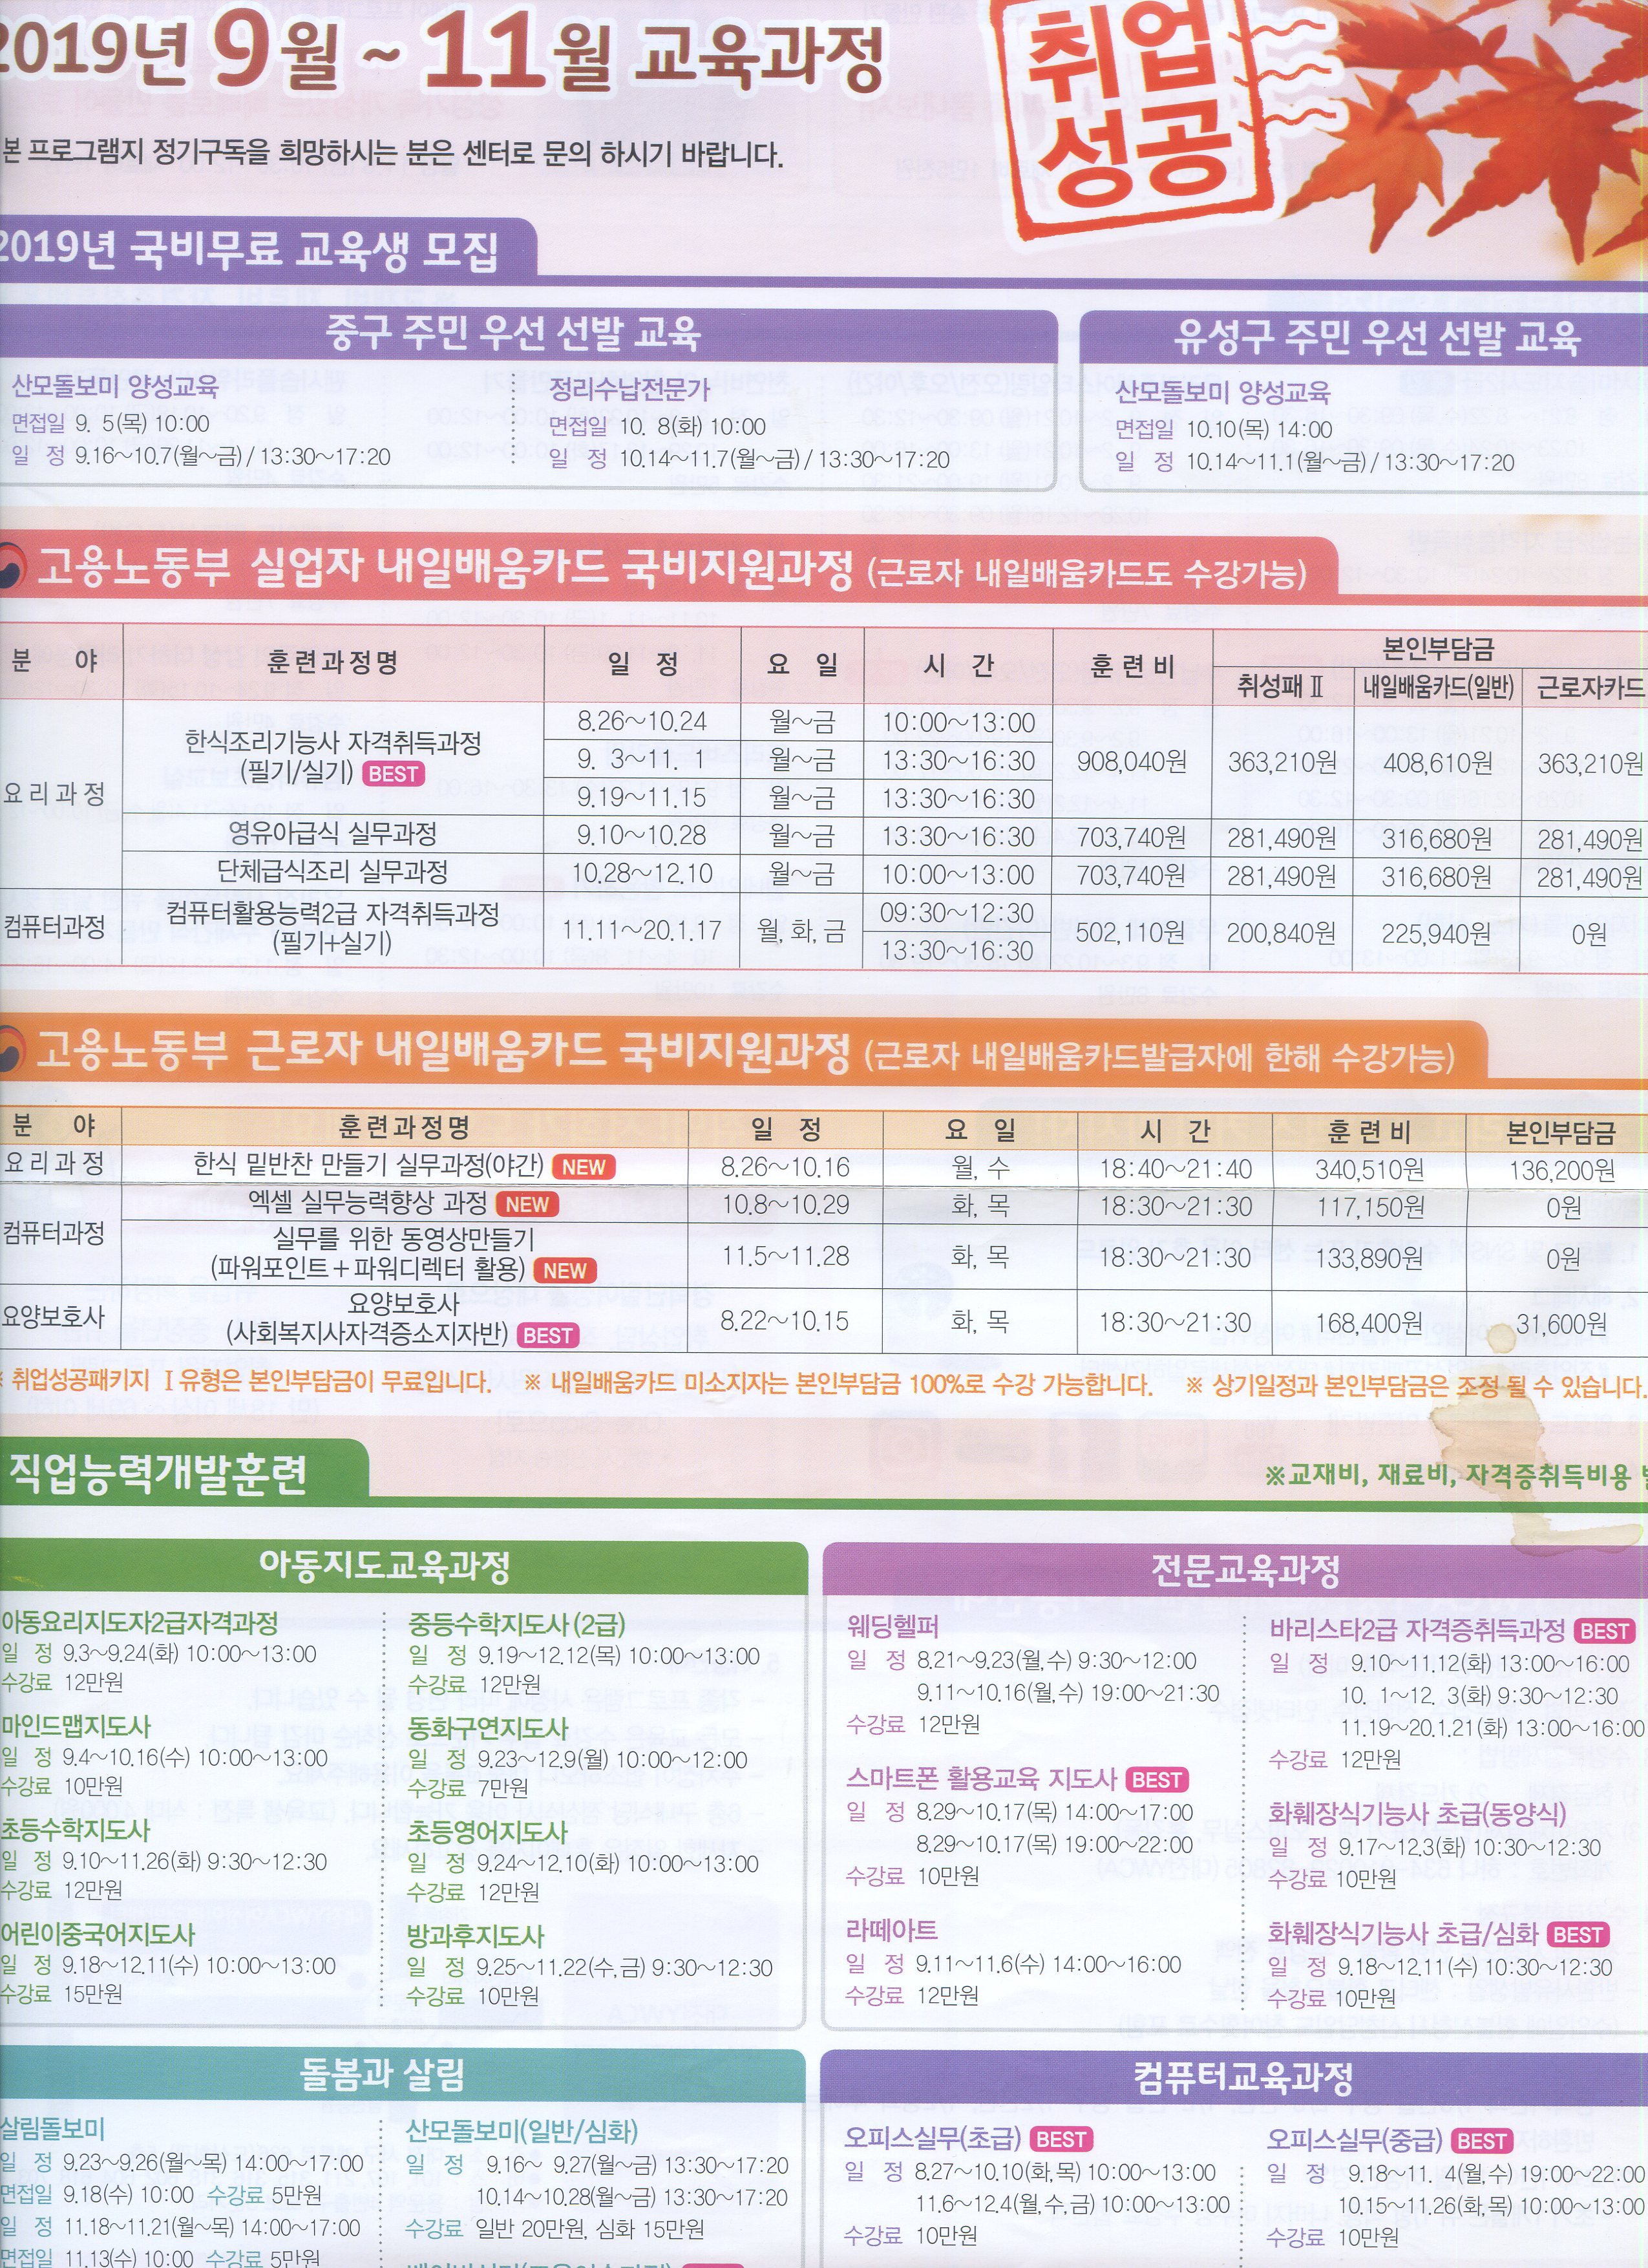 2019년 9월 ~ 11월 교육과정
취업
성공
본 프로그램지 정기구독을 희망하시는 분은 센터로 문의 하시기 바랍니다.
2019년 국비무료 교육생 모집
중구 주민 우선 선발 교육
산모돌보미 양성교육
면접일 9. 5(목) 10:00
일 정 9.16~10.7(월~금) / 13:30~17:20
정리수납전문가
면접일 10. 8(화) 10:00
일 정 10.14~11.7(월~금) / 13:30~17:20
유성구 주민 우선 선발 교육
산모돌보미 양성교육
면접일 10.10(목) 14:00
일 정 10.14~11.1(월~금) / 13:30~17:20
고용노동부 실업자 내일배움카드 국비지원과정 (근로자 내일배움카드도 수강가능)
분 야 훈련과정명 일 정 요 일 시 간 훈 련 비 본인부담금
취성패 Ⅱ 내일배움카드(일반) 근로자카드
요리과정 한식조리기능사 자격취득과정
(필기/실기) BEST
8.26~10.24 월~금 10:00~13:00
9. 3~11. 1 월~금 13:30~16:30
9.19~11.15 월~금 13:30~16:30
908,040원 363,210원 408,610원 363,210원
영유아급식 실무과정 9.10~10.28 월~금 13:30~16:30 703,740원 281,490원 316,680원 281,490원
단체급식조리 실무과정 10.28~12.10 월~금 10:00~13:00 703,740원 281,490원 316,680원 281,490원
컴퓨터과정 컴퓨터활용능력2급 자격취득과정
(필기+실기)
11.11~20.1.17 월, 화, 금 09:30~12:30
13:30~16:30
502,110원 200,840원 225,940원 0원
고용노동부 근로자 내일배움카드 국비지원과정 (근로자 내일배움카드발급자에 한해 수강가능)
분 야 훈련과정명 일 정 요 일 시 간 훈 련 비 본인부담금
요리과정 한식 밑반찬 만들기 실무과정(야간) NEW 8.26~10.16 월, 수 18:40~21:40 340,510원 136,200원
컴퓨터과정 엑셀 실무능력향상 과정 NEW 10.8~10.29 화, 목 18:30~21:30 117,150원 0원
실무를 위한 동영상만들기
(파워포인트+파워디렉터 활용) NEW 11.5~11.28 화, 목 18:30~21:30 133,890원 0원
요양보호사 요양보호사
(사회복지사자격증소지자반) BEST 8.22~10.15 화, 목 18:30~21:30 168,400원 31,600원
※ 취업성공패키지 Ⅰ유형은 본인부담금이 무료입니다. ※ 내일배움카드 미소지자는 본인부담금 100%로 수강 가능합니다. ※ 상기일정과 본인부담금은 조정 될 수 있습니다.
직업능력개발훈련
※교재비, 재료비, 자격증취득비용
아동지도교육과정
아동요리지도자2급자격과정
일 정 9.3~9.24(화) 10:00~13:00
수강료 12만원
마인드맵지도사
일 정 9.4~10.16(수) 10:00~13:00
수강료 10만원
초등수학지도사
일 정 9.10~11.26(화) 9:30~12:30
수강료 12만원
어린이중국어지도사
일 정 9.18~12.11(수) 10:00~13:00
수강료 15만원
중등수학지도사 (2급)
일 정 9.19~12.12(목) 10:00~13:00
수강료 12만원
동화구연지도사
일 정 9.23~12.9(월) 10:00~12:00
수강료 7만원
초등영어지도사
일 정 9.24~12.10(화) 10:00~13:00
수강료 12만원
방과후지도사
일 정 9.25~11.22(수, 금) 9:30~12:30
수강료 10만원
전문교육과정
웨딩헬퍼
일 정 8.21~9.23(월,수) 9:30~12:00
9.11~10.16(월,수) 19:00~21:30
수강료 12만원
스마트폰 활용교육 지도사 BEST
일 정 8.29~10.17(목) 14:00~17:00
8.29~10.17(목) 19:00~22:00
수강료 10만원
라떼아트
일 정 9.11~11.6(수) 14:00~16:00
수강료 12만원
바리스타2급 자격증취득과정 BEST
일 정 9.10~11.12(화) 13:00~16:00
10. 1~12. 3(화) 9:30~12:30
11.19~20.1.21(화) 13:00~16:00
수강료 12만원
화훼장식기능사 초급(동양식)
일 정 9.17~12.3(화) 10:30~12:30
수강료 10만원
화훼장식기능사 초급/심화 BEST
일 정 9.18~12.11(수) 10:30~12:30
수강료 10만원
돌봄과 살림
살림돌보미
일 정 9.23~9.26(월~목) 14:00~17:00
면접일 9.18(수) 10:00 수강료 5만원
일 정 11.18~11.21(월~목) 14:00~17:00
면접일 11.13(수) 10:00 수강료 5만원
산모돌보미(일반/심화)
일 정 9.16~ 9.27(월~금) 13:30~17:20
10.14~10.28(월~금) 13:30~17:20
수강료 일반 20만원, 심화 15만원
컴퓨터교육과정
오피스실무(초급) BEST
일 정 8.27~10.10(화,목) 10:00~13:00
11.6~12.4(월,수,금) 10:00~13:00
수강료 10만원
오피스실무(중급) BEST
일 정 9.18~11. 4(월,수) 19:00~22:00
10.15~11.26(화,목) 10:00~13:00
수강료 10만원